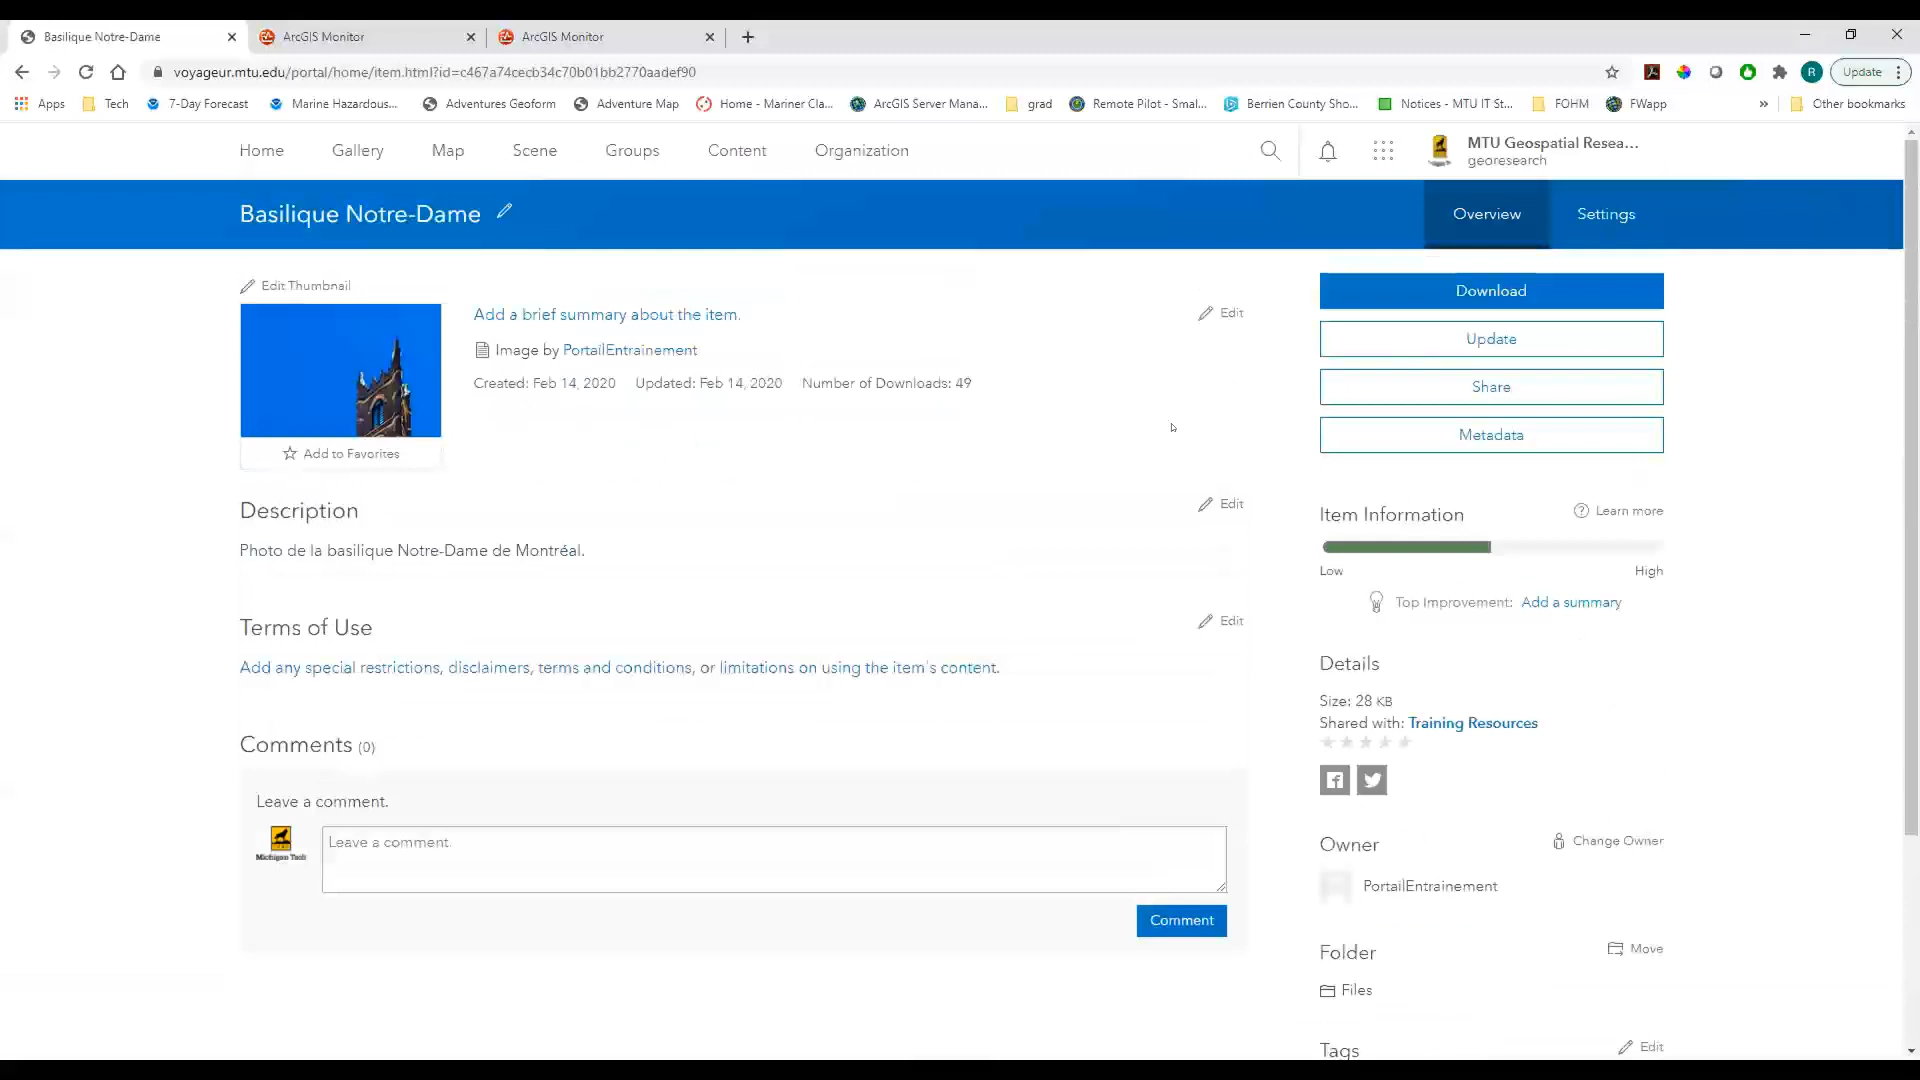 Basilique Notre-Dame
ArcGIS Monitor
ArcGIS Monitor
voyageur.mtu.edu/portal/home/item.html?id=c467a74cecb34c70b01bb2770aadef90
R
Update
Apps
Tech
7-Day Forecast
Marine Hazardous...
Adventures Geoform
Adventure Map
Home - Mariner Cla...
ArcGIS Server Mana...
grad
Remote Pilot - Smal...
Berrien County Sho...
Notices - MTU IT St...
FOHM
FWapp
»
Other bookmarks
Home
Gallery
Map
Scene
Groups
Content
Organization
MTU Geospatial Resea...
georesearch
Basilique Notre-Dame
Overview
Settings
Edit Thumbnail
Add a brief summary about the item.
Edit
Image by PortailEntrainement
Created: Feb 14, 2020 Updated: Feb 14, 2020 Number of Downloads: 49
Add to Favorites
Download
Update
Share
Metadata
Description
Edit
Photo de la basilique Notre-Dame de Montréal.
Terms of Use
Edit
Add any special restrictions, disclaimers, terms and conditions, or limitations on using the item's content.
Comments (0)
Leave a comment.
Michigan Tech
Leave a comment.
Comment
Item Information
Learn more
Low
High
Top Improvement: Add a summary
Details
Size: 28 KB
Shared with: Training Resources
Owner
Change Owner
PortailEntrainement
Folder
Move
Files
Tags
Edit